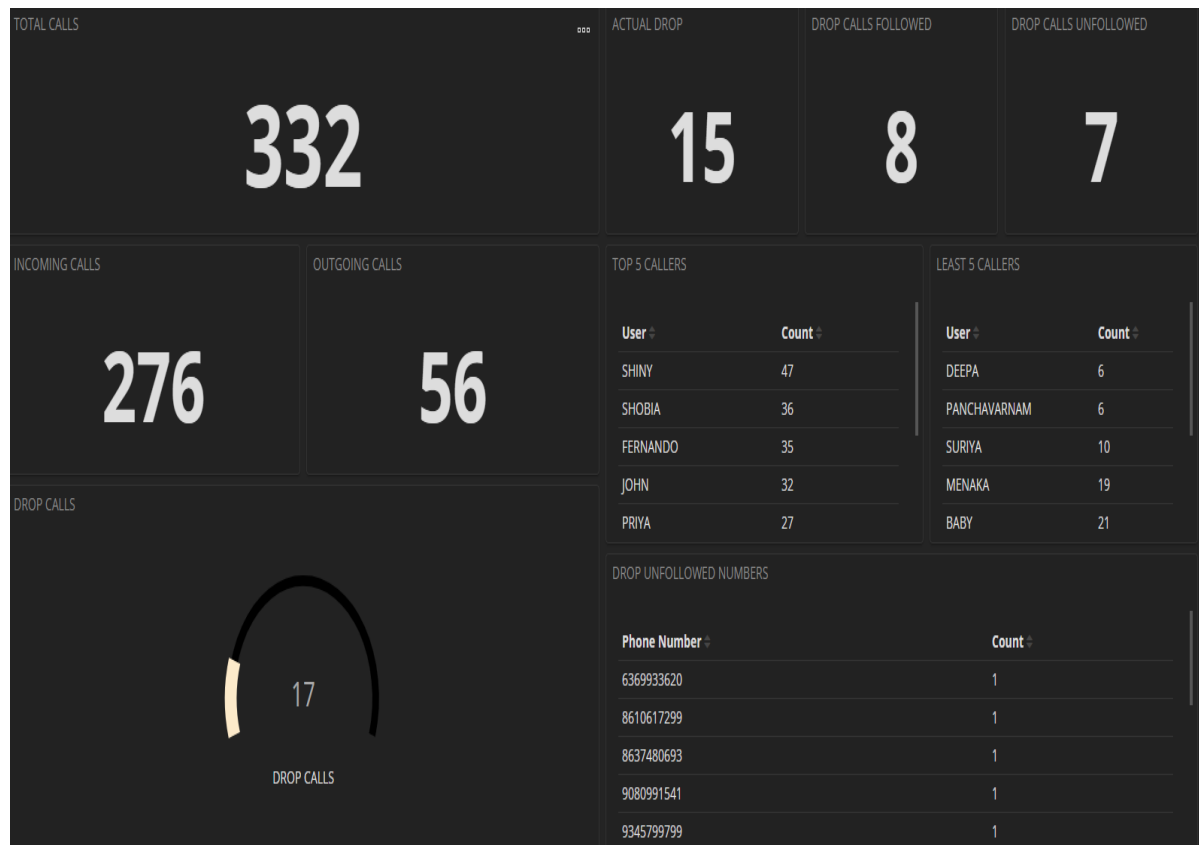 TOTAL CALLS
332
ACTUAL DROP
15
DROP CALLS FOLLOWED
8
DROP CALLS UNFOLLOWED
7
INCOMING CALLS
276
OUTGOING CALLS
56
TOP 5 CALLERS
User Count
SHINY 47
SHOBIA 36
FERNANDO 35
JOHN 32
PRIYA 27
LEAST 5 CALLERS
User Count
DEEPA 6
PANCHAVARNAM 6
SURIYA 10
MENAKA 19
BABY 21
DROP CALLS
17
DROP CALLS
DROP UNFOLLOWED NUMBERS
Phone Number Count
6369933620 1
8610617299 1
8637480693 1
9080991541 1
9345799799 1